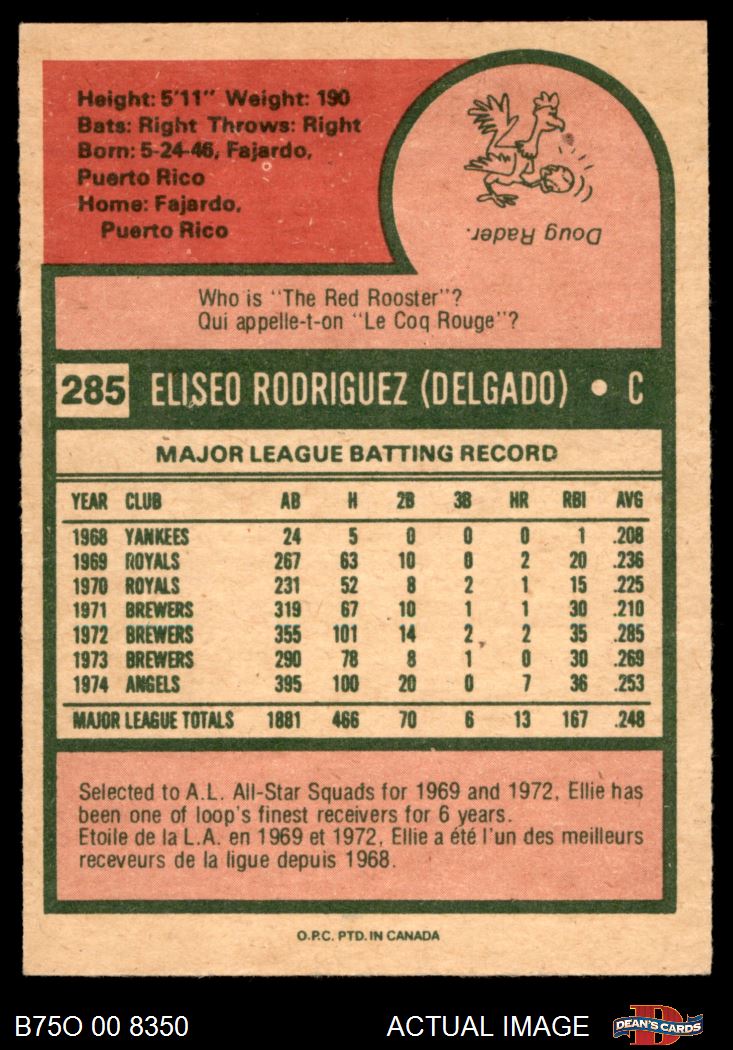 Height: 5'11" Weight: 190
Bats: Right Throws: Right
Born: 5-24-46, Fajardo,
Puerto Rico
Home: Fajardo,
Puerto Rico
Doug Rader.
Who is "The Red Rooster"?
Qui appelle-t-on "Le Coq Rouge"?
285 ELISEO RODRIGUEZ (DELGADO) • C
MAJOR LEAGUE BATTING RECORD
YEAR CLUB AB H 2B 3B HR RBI AVG
1968 YANKEES 24 5 0 0 0 1 .208
1969 ROYALS 267 63 10 0 2 20 .236
1970 ROYALS 231 52 8 2 1 15 .225
1971 BREWERS 319 67 10 1 1 30 .210
1972 BREWERS 355 101 14 2 2 35 .285
1973 BREWERS 290 78 8 1 0 30 .269
1974 ANGELS 395 100 20 0 7 36 .253
MAJOR LEAGUE TOTALS 1881 466 70 6 13 167 .248
Selected to A.L. All-Star Squads for 1969 and 1972, Ellie has
been one of loop's finest receivers for 6 years.
Etoile de la L.A. en 1969 et 1972, Ellie a été l'un des meilleurs
receveurs de la ligue depuis 1968.
O.P.C. PTD. IN CANADA
B75O 00 8350 ACTUAL IMAGE D DEAN'S CARDS